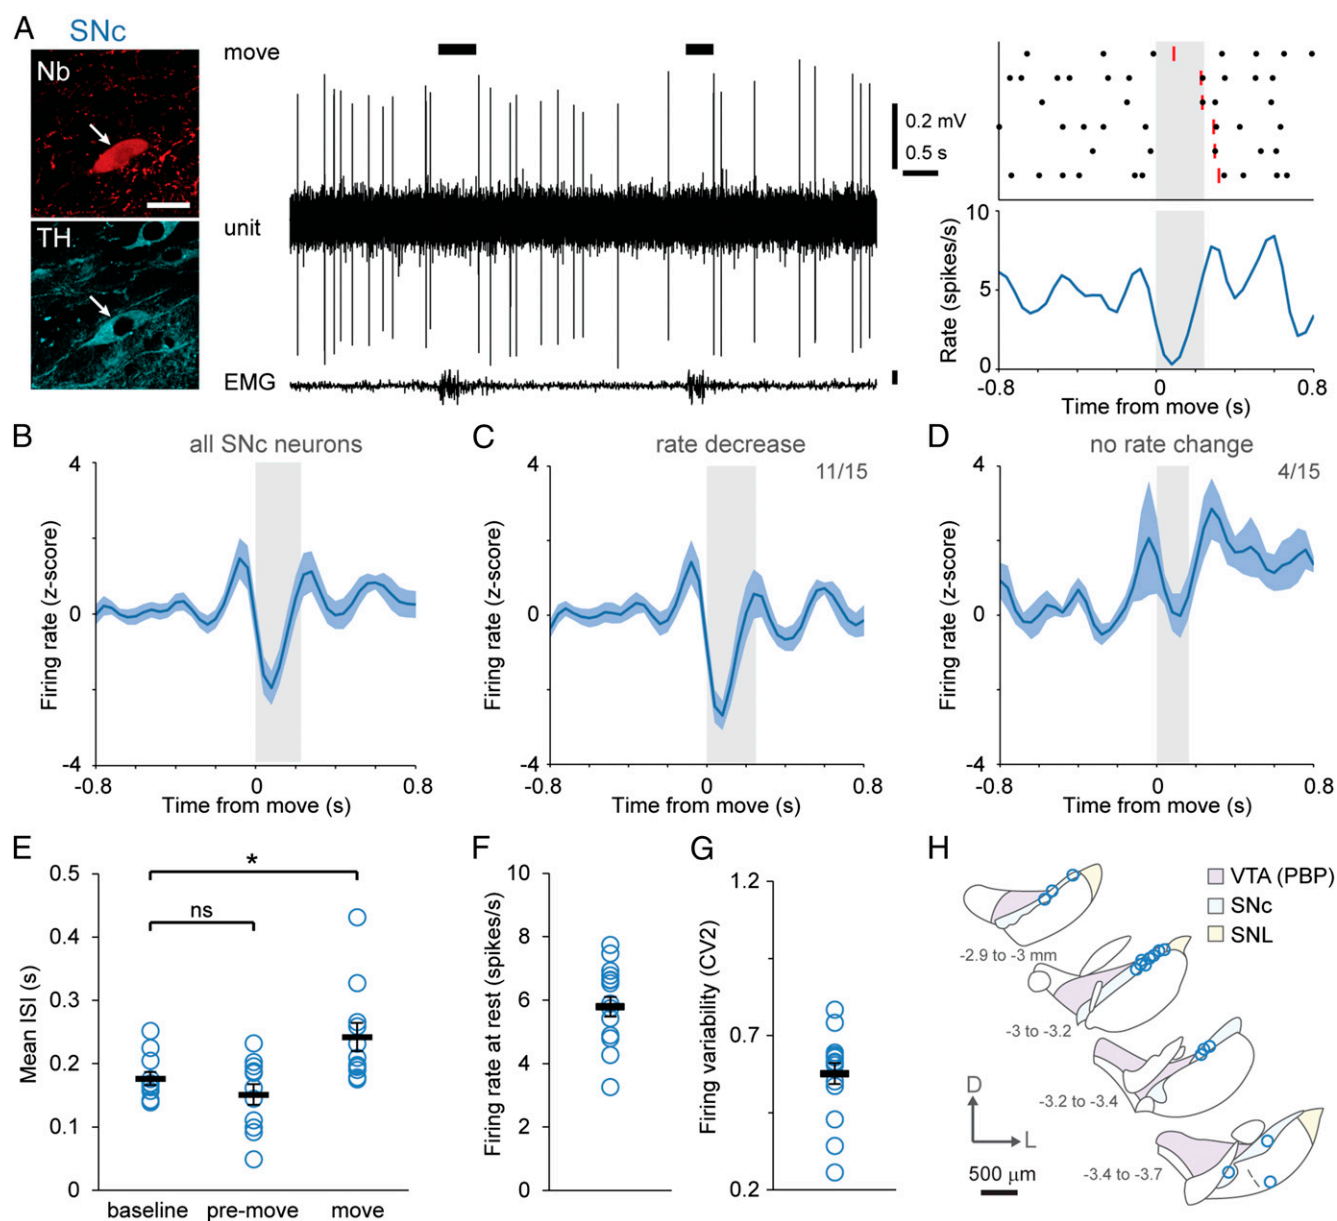 A
SNc
Nb
TH
move
unit
EMG
0.2 mV
0.5 s
10
5
0
Rate (spikes/s)
-0.8 0 0.8
Time from move (s)
B
all SNc neurons
4
0
-4
Firing rate (z-score)
-0.8 0 0.8
Time from move (s)
C
rate decrease
11/15
4
0
-4
Firing rate (z-score)
-0.8 0 0.8
Time from move (s)
D
no rate change
4/15
4
0
-4
Firing rate (z-score)
-0.8 0 0.8
Time from move (s)
E
*
ns
0.5
0.4
0.3
0.2
0.1
0
Mean ISI (s)
baseline pre-move move
F
10
8
6
4
2
0
Firing rate at rest (spikes/s)
G
1.2
0.7
0.2
Firing variability (CV2)
H
VTA (PBP)
SNc
SNL
-2.9 to -3 mm
-3 to -3.2
-3.2 to -3.4
-3.4 to -3.7
D
L
500 μm